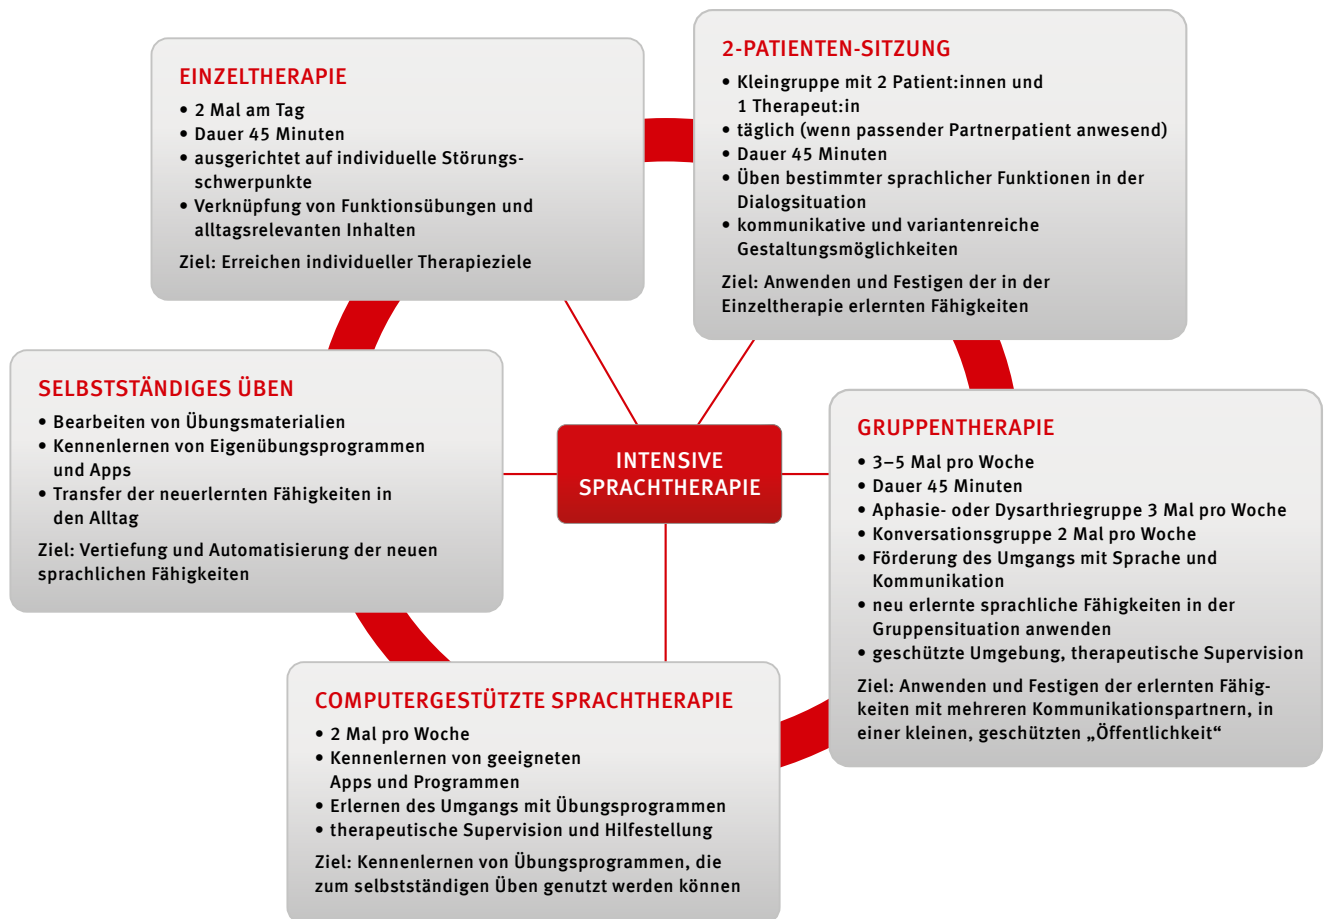 EINZELTHERAPIE
• 2 Mal am Tag
• Dauer 45 Minuten
• ausgerichtet auf individuelle Störungs-
schwerpunkte
• Verknüpfung von Funktionsübungen und
alltagsrelevanten Inhalten
Ziel: Erreichen individueller Therapieziele
2-PATIENTEN-SITZUNG
• Kleingruppe mit 2 Patient:innen und
1 Therapeut:in
• täglich (wenn passender Partnerpatient anwesend)
• Dauer 45 Minuten
• Üben bestimmter sprachlicher Funktionen in der
Dialogsituation
• kommunikative und variantenreiche
Gestaltungsmöglichkeiten
Ziel: Anwenden und Festigen der in der
Einzeltherapie erlernten Fähigkeiten
SELBSTSTÄNDIGES ÜBEN
• Bearbeiten von Übungsmaterialien
• Kennenlernen von Eigenübungsprogrammen
und Apps
• Transfer der neuerlernten Fähigkeiten in
den Alltag
Ziel: Vertiefung und Automatisierung der neuen
sprachlichen Fähigkeiten
INTENSIVE
SPRACHTHERAPIE
GRUPPENTHERAPIE
• 3–5 Mal pro Woche
• Dauer 45 Minuten
• Aphasie- oder Dysarthriegruppe 3 Mal pro Woche
• Konversationsgruppe 2 Mal pro Woche
• Förderung des Umgangs mit Sprache und
Kommunikation
• neu erlernte sprachliche Fähigkeiten in der
Gruppensituation anwenden
• geschützte Umgebung, therapeutische Supervision
Ziel: Anwenden und Festigen der erlernten Fähig-
keiten mit mehreren Kommunikationspartnern, in
einer kleinen, geschützten „Öffentlichkeit“
COMPUTERGESTÜTZTE SPRACHTHERAPIE
• 2 Mal pro Woche
• Kennenlernen von geeigneten
Apps und Programmen
• Erlernen des Umgangs mit Übungsprogrammen
• therapeutische Supervision und Hilfestellung
Ziel: Kennenlernen von Übungsprogrammen, die
zum selbstständigen Üben genutzt werden können